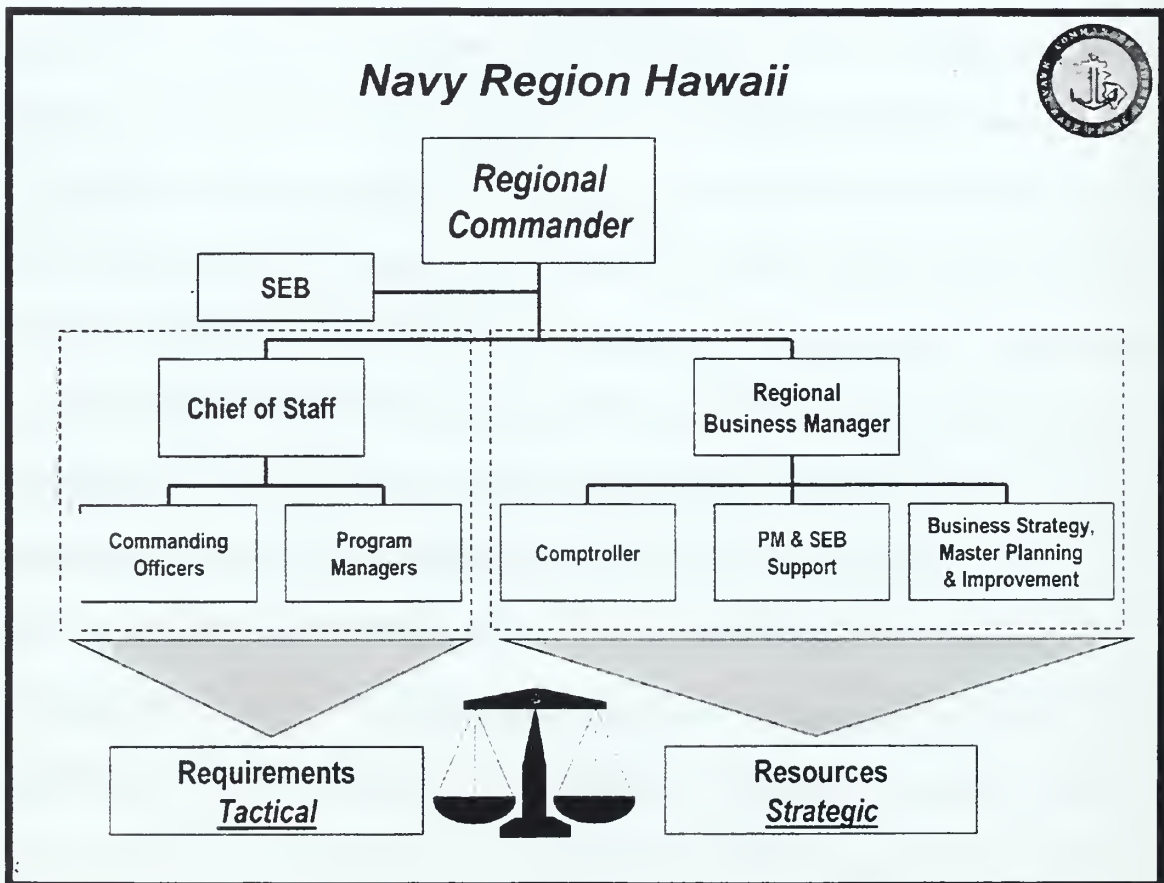 Navy Region Hawaii
Regional
Commander
SEB
Chief of Staff
Regional
Business Manager
Commanding
Officers
Program
Managers
Comptroller
PM & SEB
Support
Business Strategy,
Master Planning
& Improvement
Requirements
Tactical
Resources
Strategic